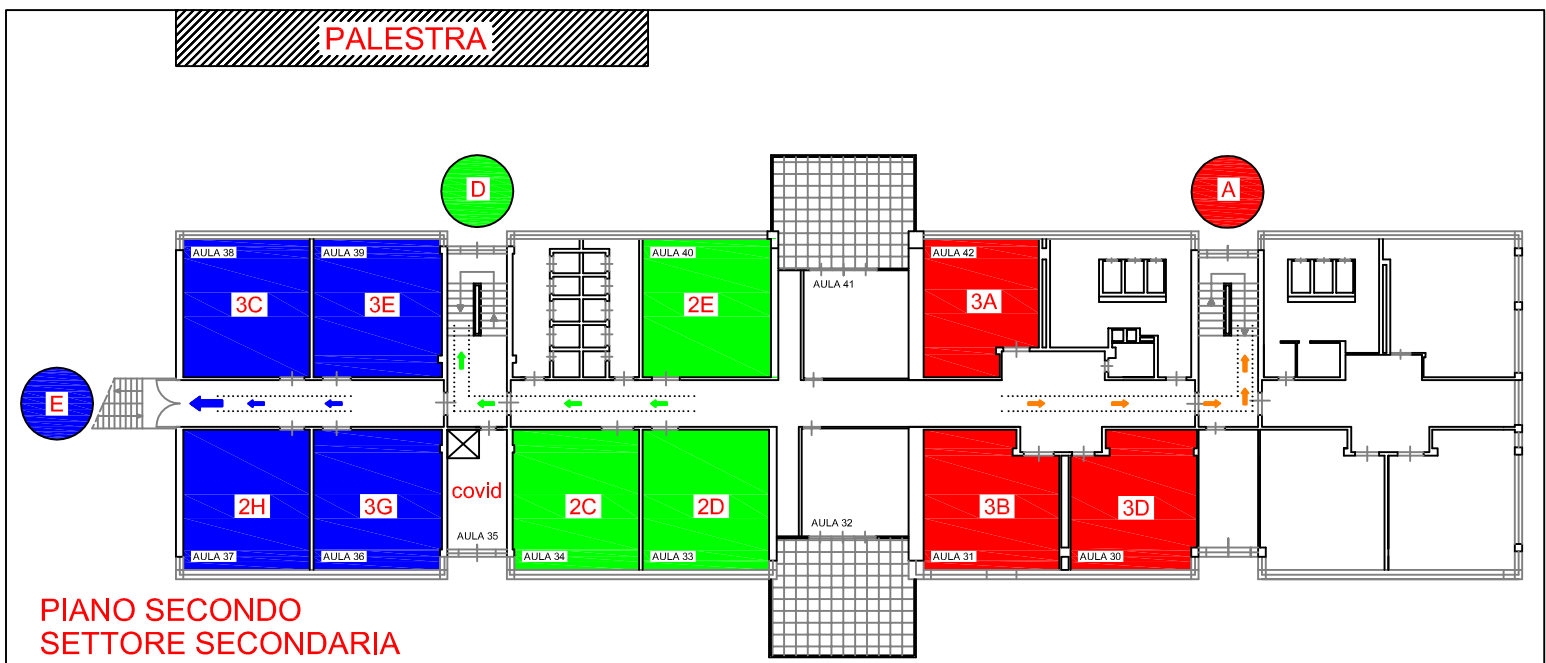 PALESTRA
D
A
AULA 38
AULA 39
AULA 40
AULA 41
AULA 42
3C
3E
2E
3A
E
2H
3G
covid
2C
2D
3B
3D
AULA 37
AULA 36
AULA 35
AULA 34
AULA 33
AULA 32
AULA 31
AULA 30
PIANO SECONDO
SETTORE SECONDARIA